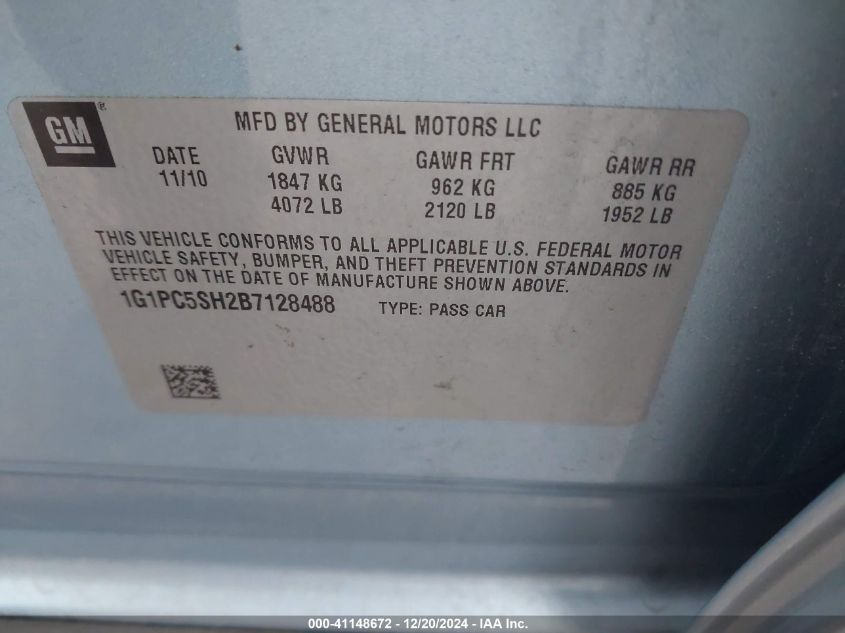 GM®
MFD BY GENERAL MOTORS LLC
DATE GVWR GAWR FRT GAWR RR
11/10 1847 KG 962 KG 885 KG
4072 LB 2120 LB 1952 LB
THIS VEHICLE CONFORMS TO ALL APPLICABLE U.S. FEDERAL MOTOR
VEHICLE SAFETY, BUMPER, AND THEFT PREVENTION STANDARDS IN
EFFECT ON THE DATE OF MANUFACTURE SHOWN ABOVE.
1G1PC5SH2B7128488 TYPE: PASS CAR
000-41148672 / 12/20/2024 - IAA Inc.